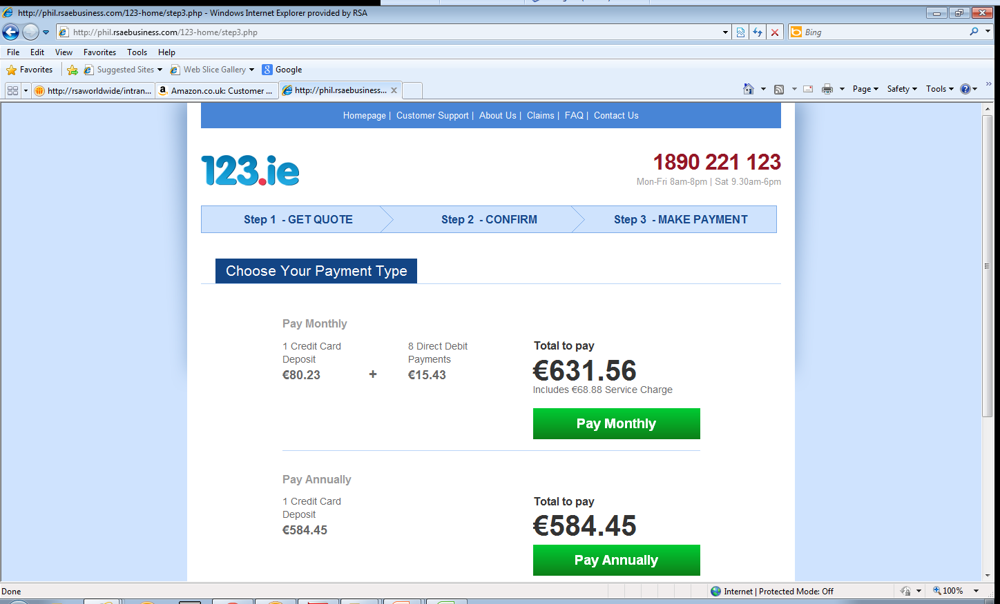 http://phil.rsaebusiness.com/123-home/step3.php - Windows Internet Explorer provided by RSA
http://phil.rsaebusiness.com/123-home/step3.php
Bing
File Edit View Favorites Tools Help
Favorites Suggested Sites Web Slice Gallery 8 Google
http://rsaworldwide/intran... a Amazon.co.uk: Customer ... http://phil.rsaebusiness... Page Safety Tools
Homepage | Customer Support | About Us | Claims | FAQ | Contact Us
123.ie
1890 221 123
Mon-Fri 8am-8pm | Sat 9.30am-6pm
Step 1 - GET QUOTE Step 2 - CONFIRM Step 3 - MAKE PAYMENT
Choose Your Payment Type
Pay Monthly
1 Credit Card
Deposit
€80.23
+
8 Direct Debit
Payments
€15.43
Total to pay
€631.56
Includes €68.88 Service Charge
Pay Monthly
Pay Annually
1 Credit Card
Deposit
€584.45
Total to pay
€584.45
Pay Annually
Done Internet | Protected Mode: Off 100%